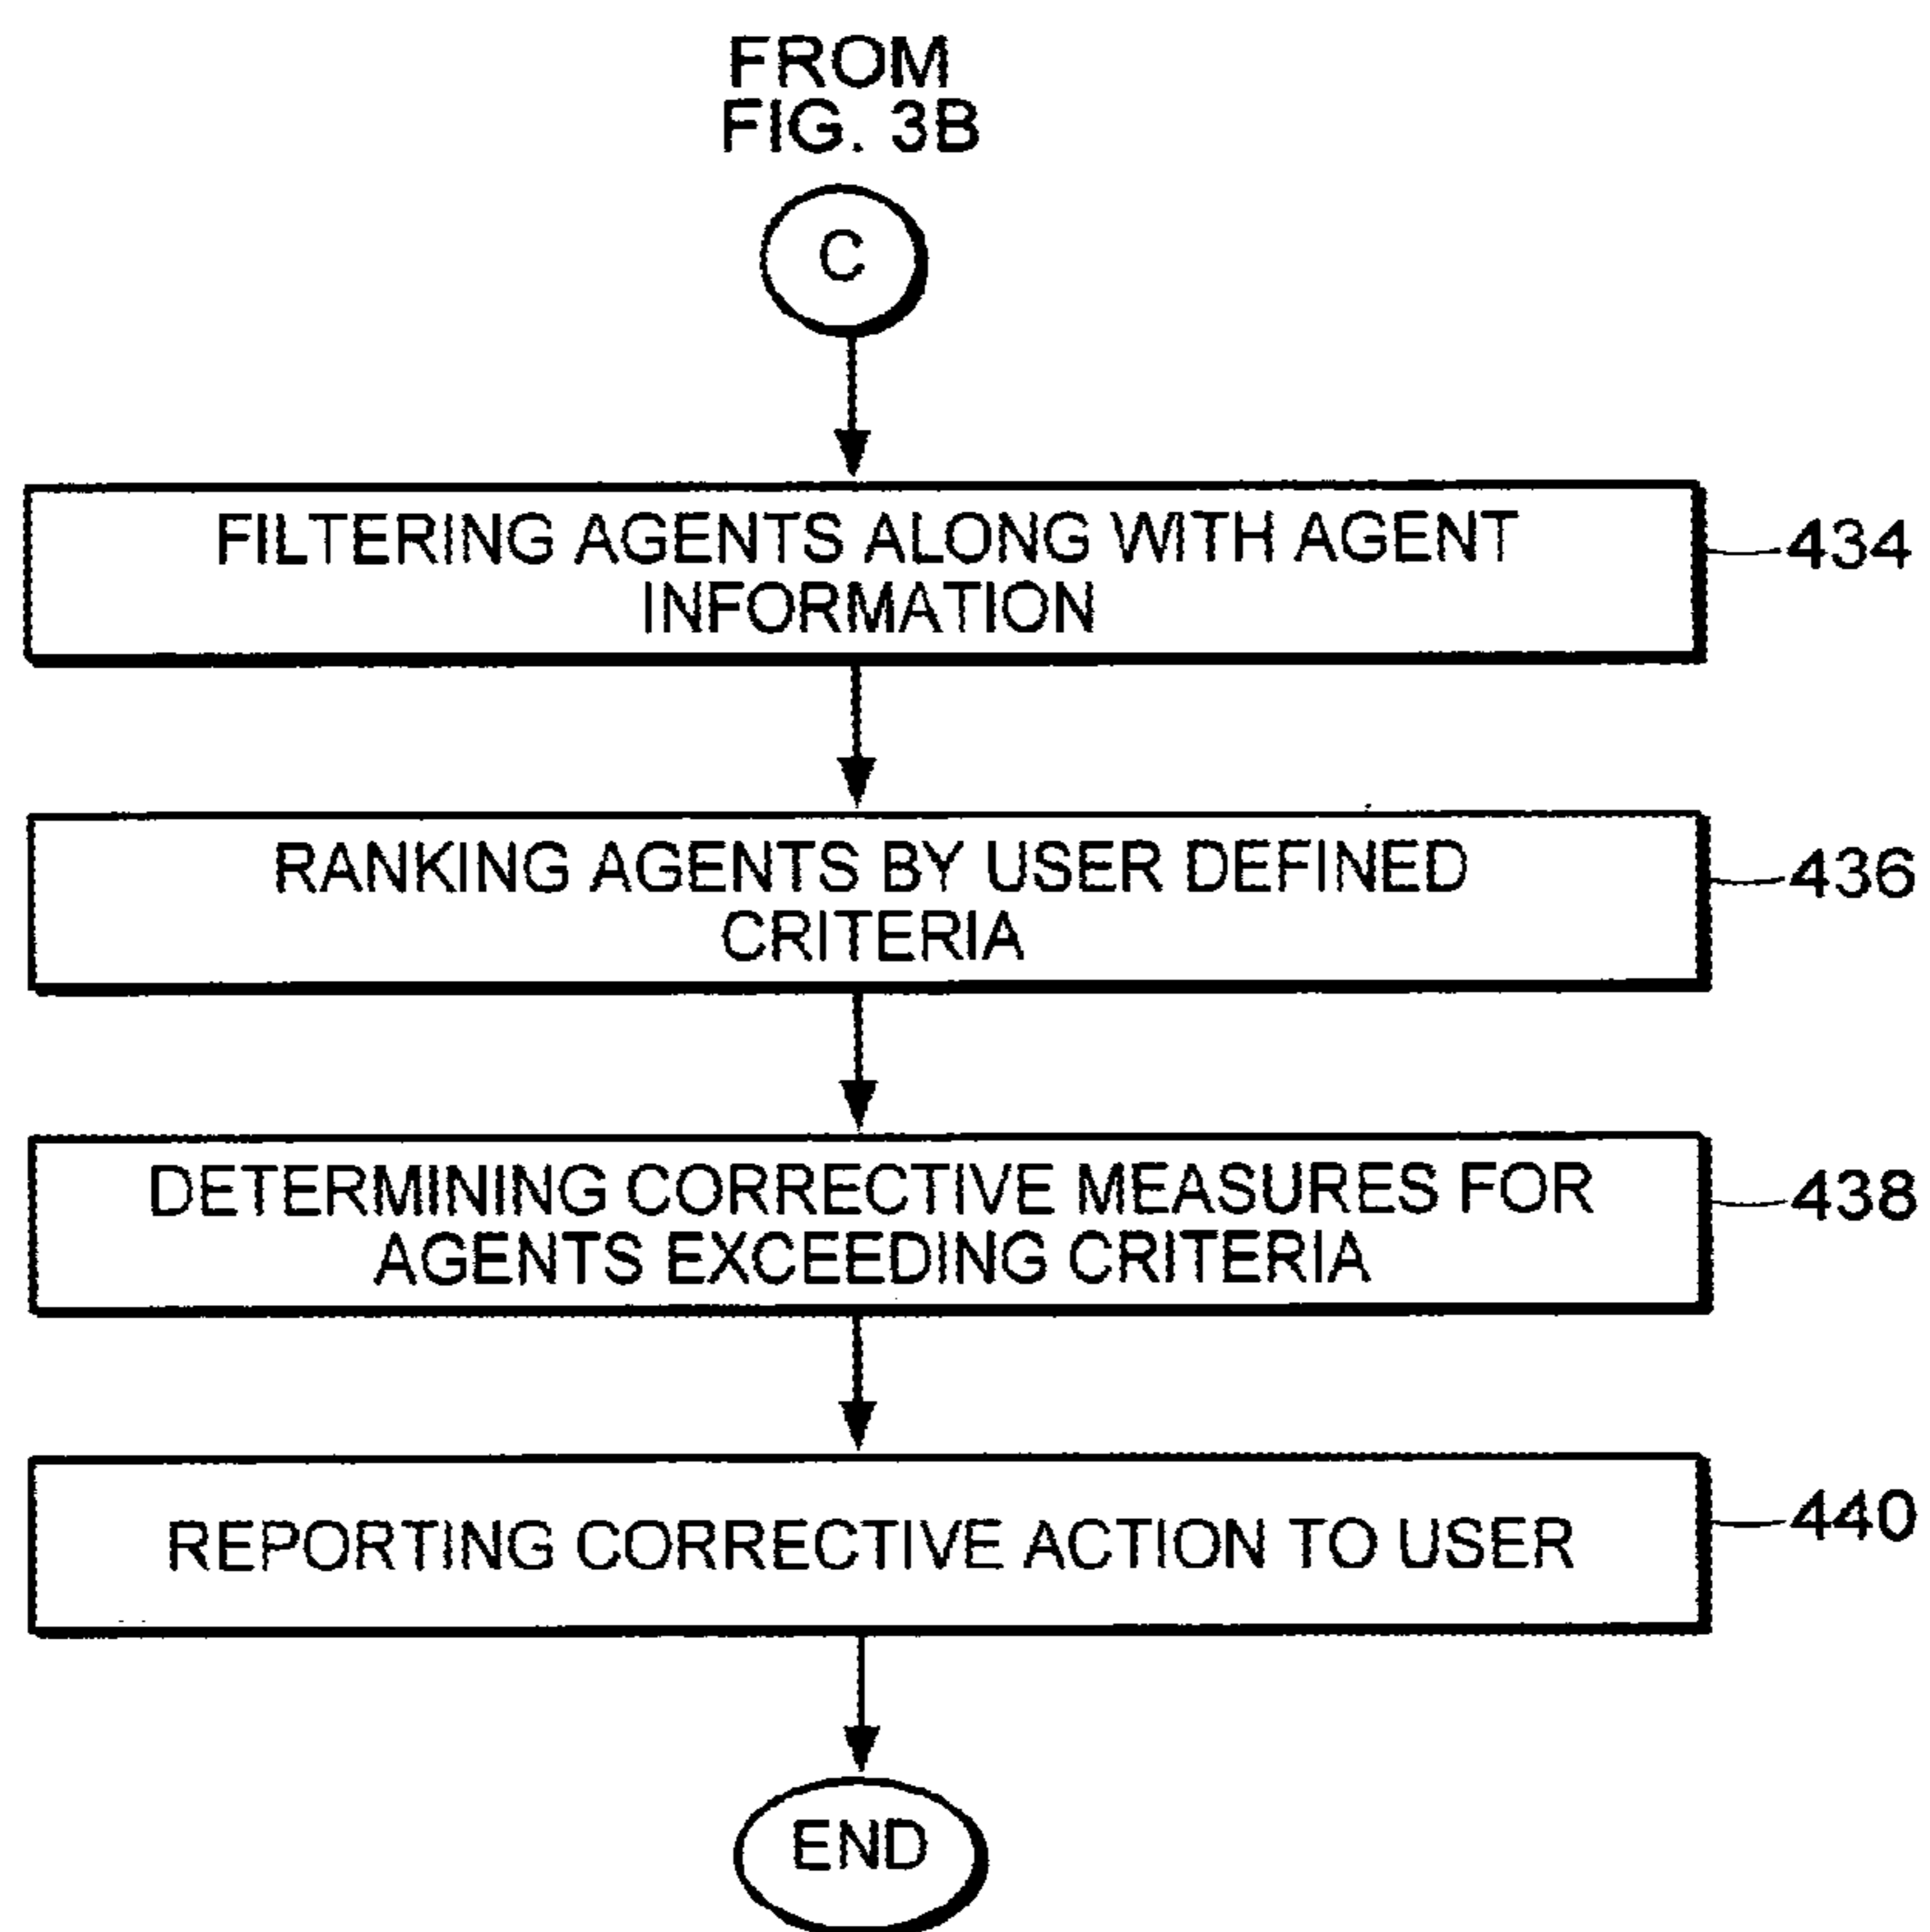 FROM
FIG. 3B
C
FILTERING AGENTS ALONG WITH AGENT
INFORMATION
434
RANKING AGENTS BY USER DEFINED
CRITERIA
436
DETERMINING CORRECTIVE MEASURES FOR
AGENTS EXCEEDING CRITERIA
438
REPORTING CORRECTIVE ACTION TO USER
440
END